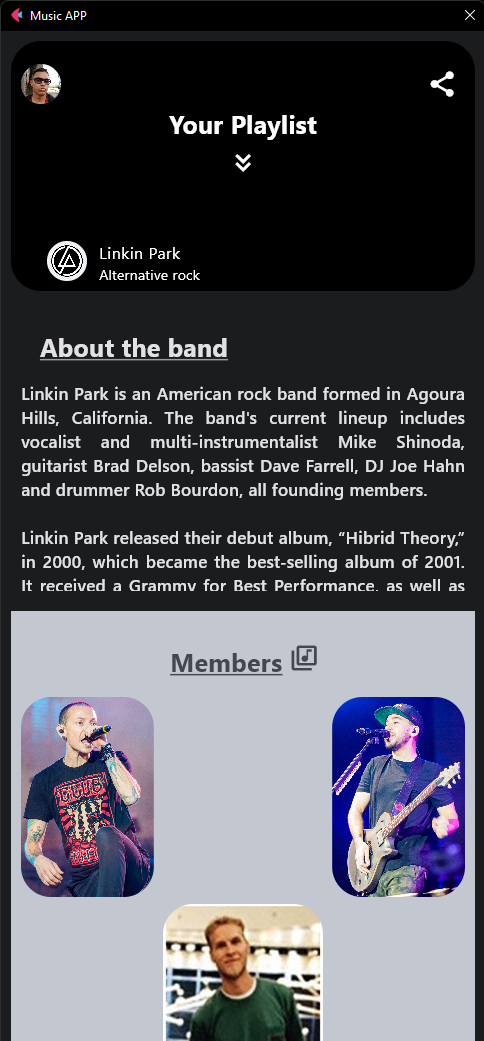 Music APP
Your Playlist
Linkin Park
Alternative rock
About the band
Linkin Park is an American rock band formed in Agoura
Hills, California. The band's current lineup includes
vocalist and multi-instrumentalist Mike Shinoda,
guitarist Brad Delson, bassist Dave Farrell, DJ Joe Hahn
and drummer Rob Bourdon, all founding members.
Linkin Park released their debut album, “Hibrid Theory,”
in 2000, which became the best-selling album of 2001.
It received a Grammy for Best Performance, as well as
Members